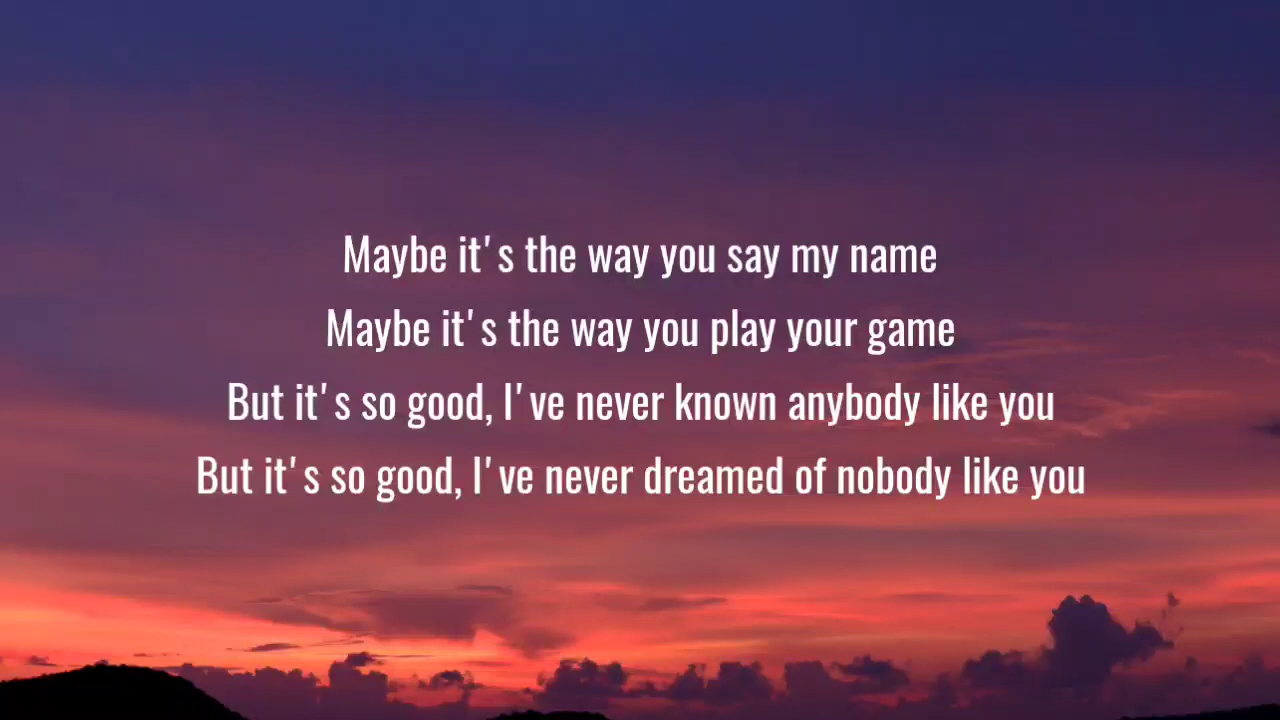 Maybe it's the way you say my name
Maybe it's the way you play your game
But it's so good, I've never known anybody like you
But it's so good, I've never dreamed of nobody like you